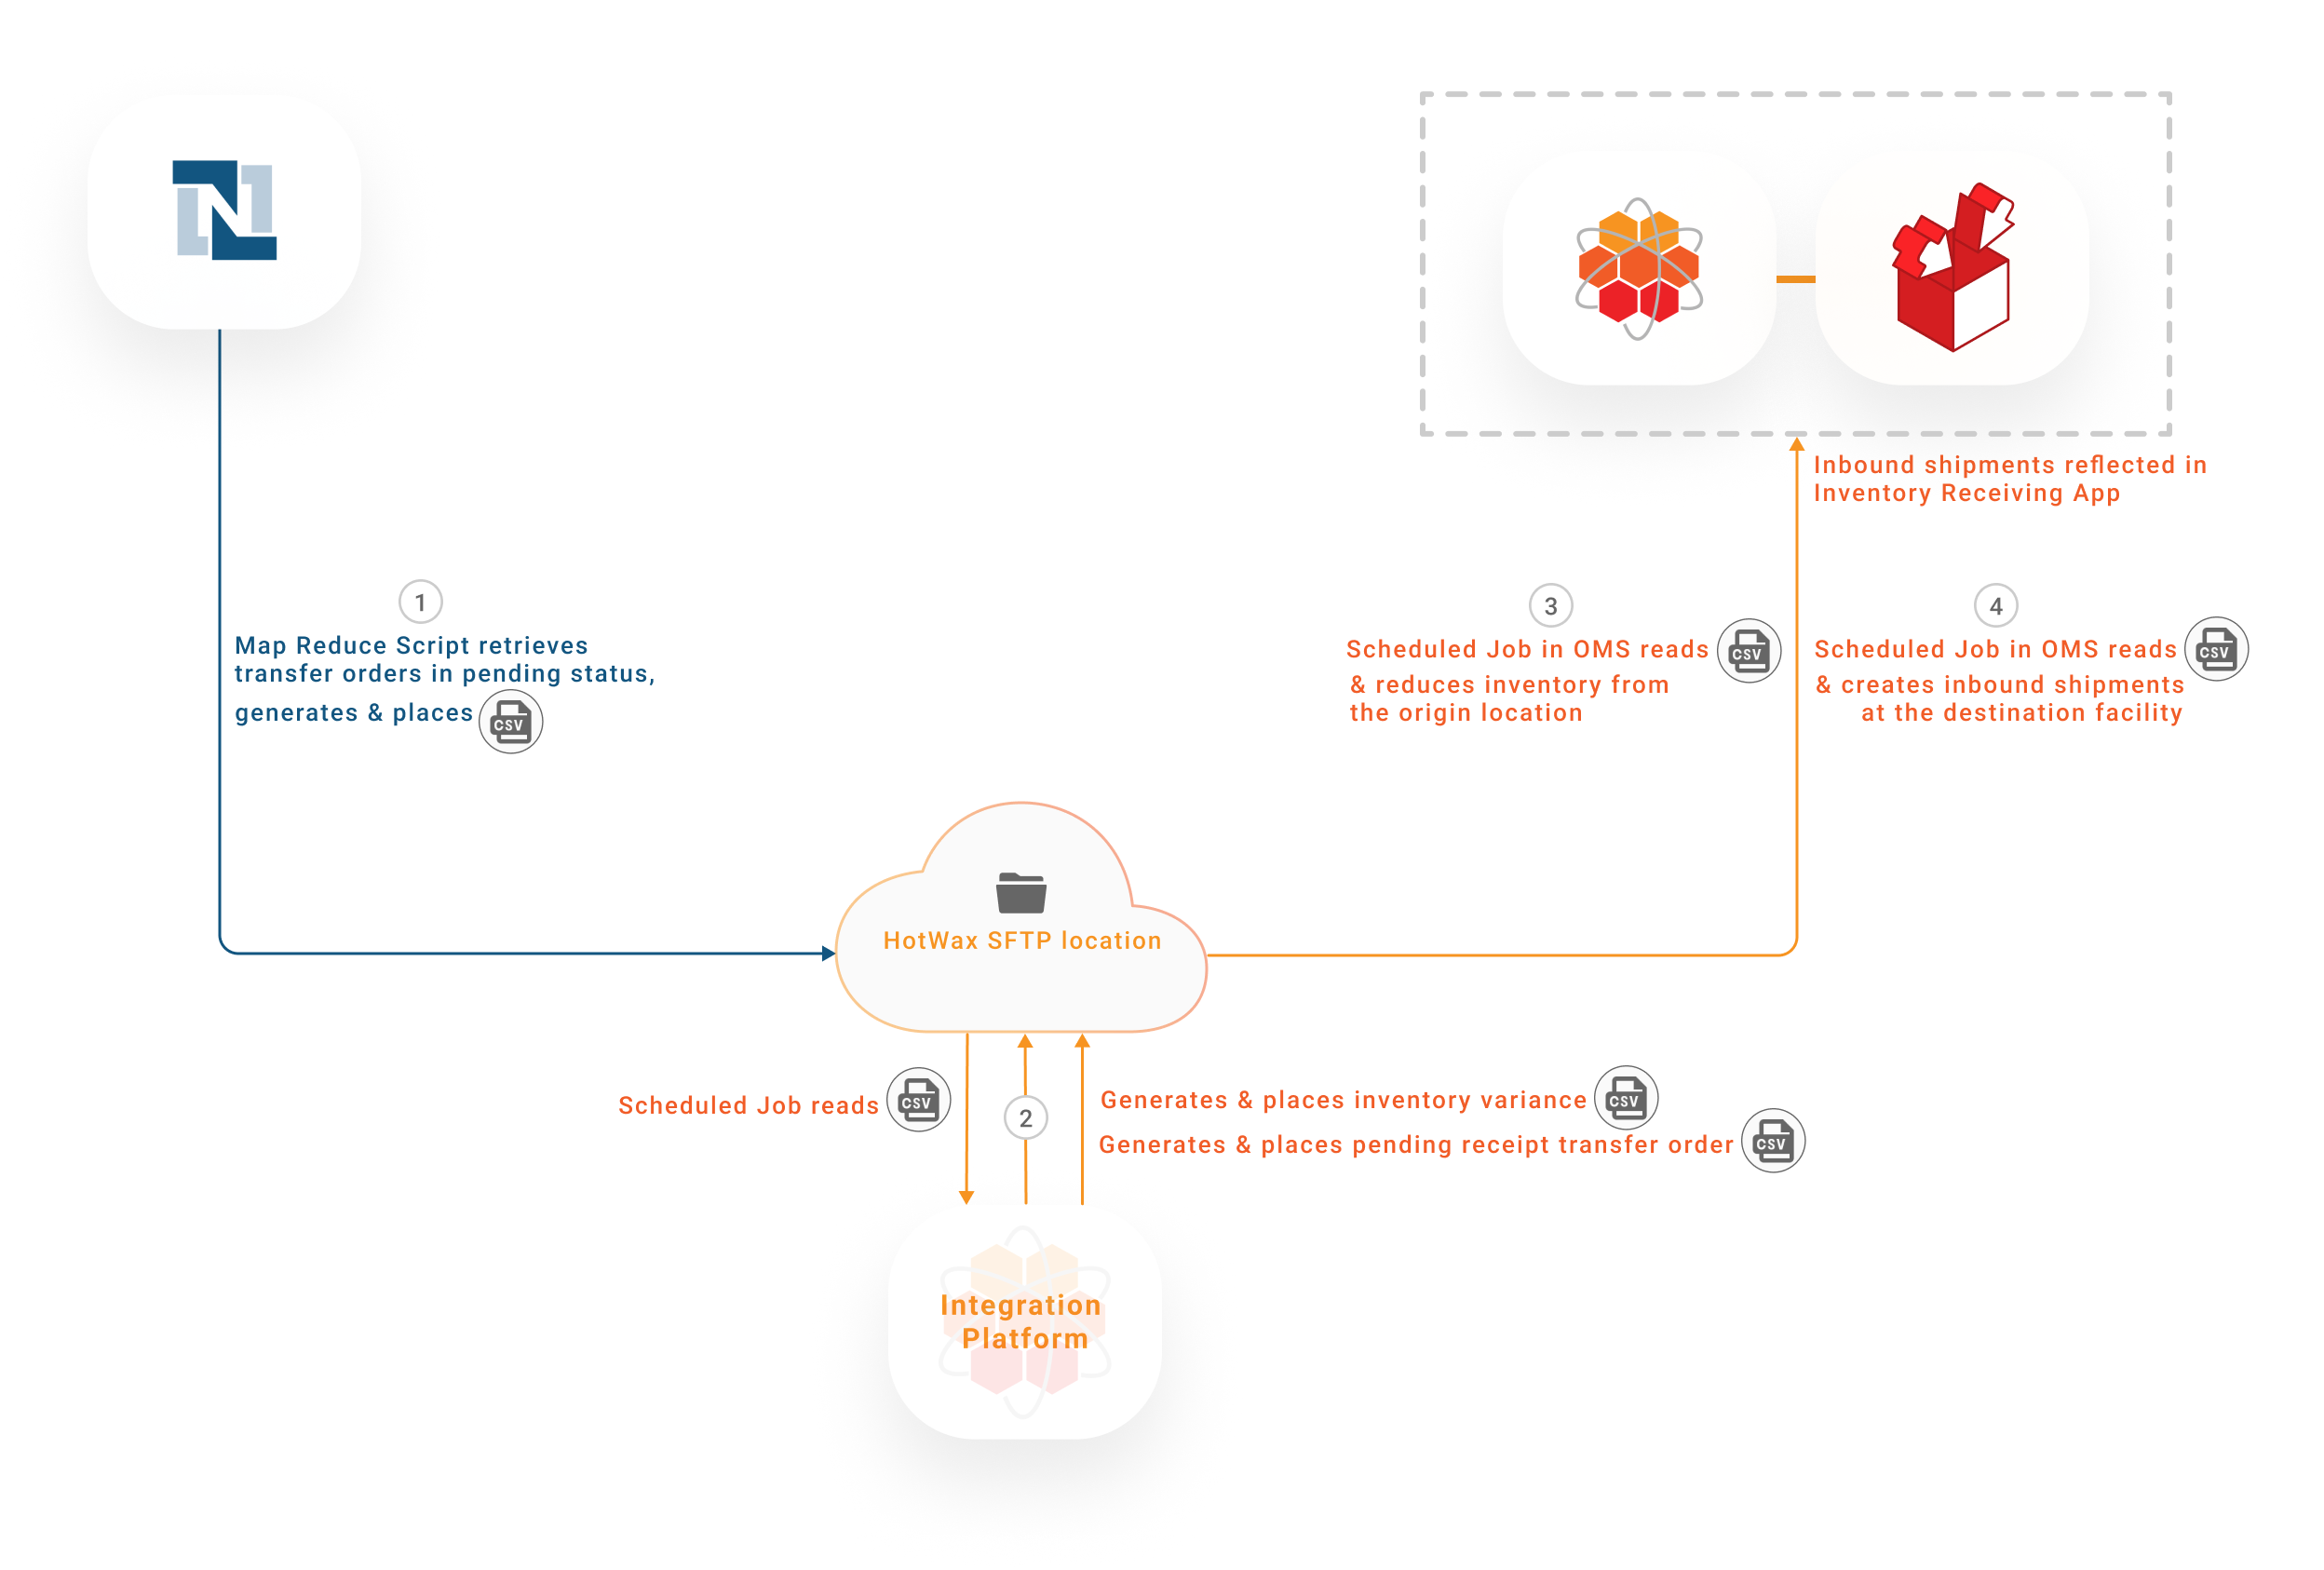 Inbound shipments reflected in
Inventory Receiving App
1
Map Reduce Script retrieves
transfer orders in pending status,
generates & places CSV
3
Scheduled Job in OMS reads CSV
& reduces inventory from
the origin location
4
Scheduled Job in OMS reads CSV
& creates inbound shipments
at the destination facility
HotWax SFTP location
Scheduled Job reads CSV
2
Generates & places inventory variance CSV
Generates & places pending receipt transfer order CSV
Integration
Platform